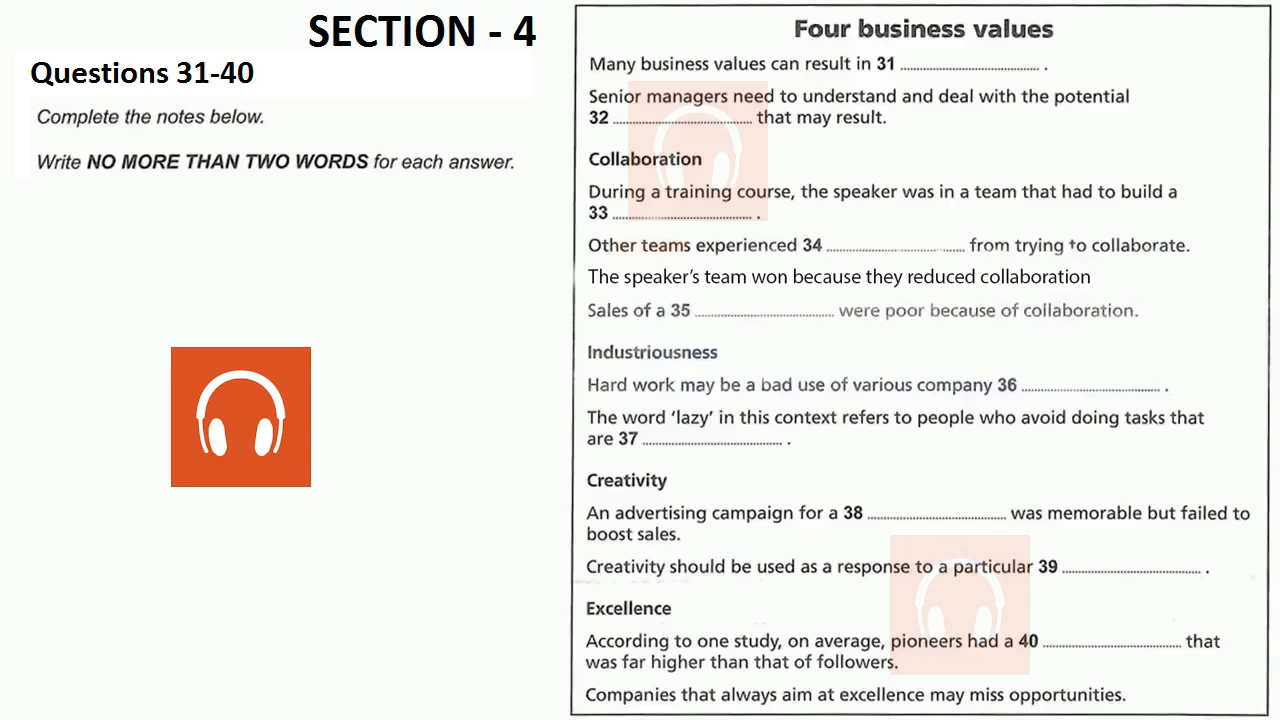 SECTION - 4
Questions 31-40
Complete the notes below.
Write NO MORE THAN TWO WORDS for each answer.
Four business values
Many business values can result in 31 ................................ .
Senior managers need to understand and deal with the potential
32 ................................ that may result.
Collaboration
During a training course, the speaker was in a team that had to build a
33 ................................ .
Other teams experienced 34 ................................ from trying to collaborate.
The speaker's team won because they reduced collaboration
Sales of a 35 ................................ were poor because of collaboration.
Industriousness
Hard work may be a bad use of various company 36 ................................ .
The word 'lazy' in this context refers to people who avoid doing tasks that
are 37 ................................ .
Creativity
An advertising campaign for a 38 ................................ was memorable but failed to
boost sales.
Creativity should be used as a response to a particular 39 ................................ .
Excellence
According to one study, on average, pioneers had a 40 ................................ that
was far higher than that of followers.
Companies that always aim at excellence may miss opportunities.